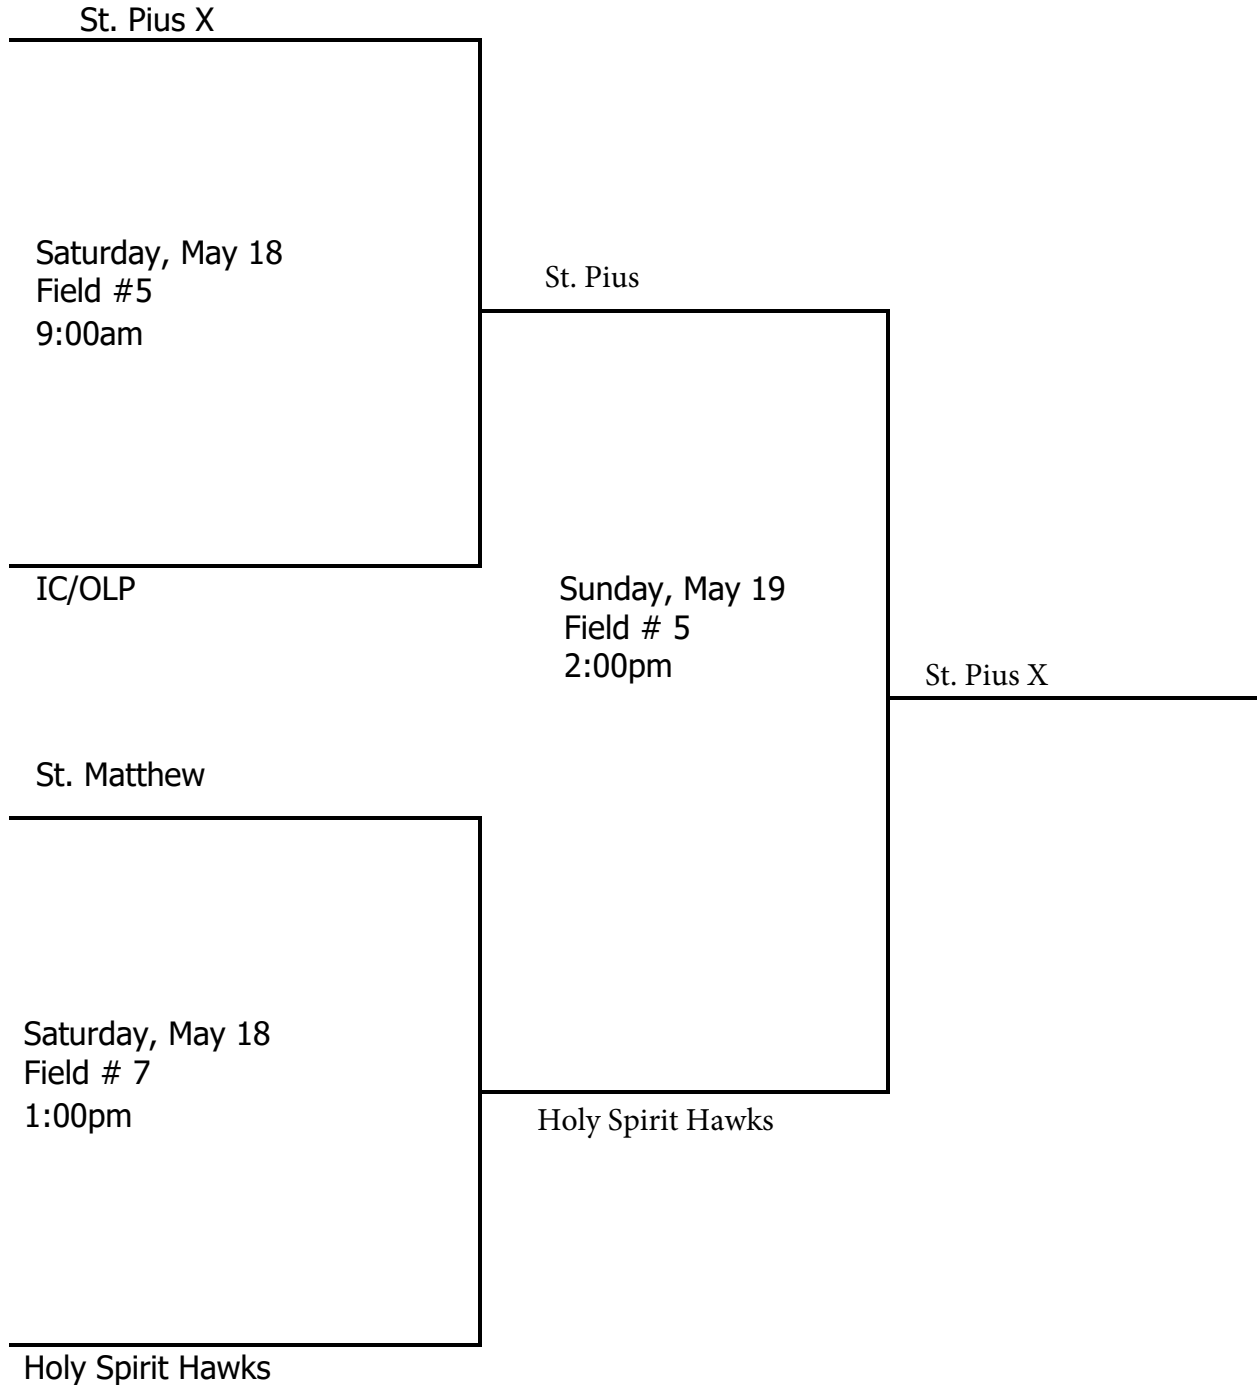 St. Pius X
Saturday, May 18
Field #5
9:00am
IC/OLP
St. Pius
Sunday, May 19
Field # 5
2:00pm
St. Pius X
St. Matthew
Saturday, May 18
Field # 7
1:00pm
Holy Spirit Hawks
Holy Spirit Hawks